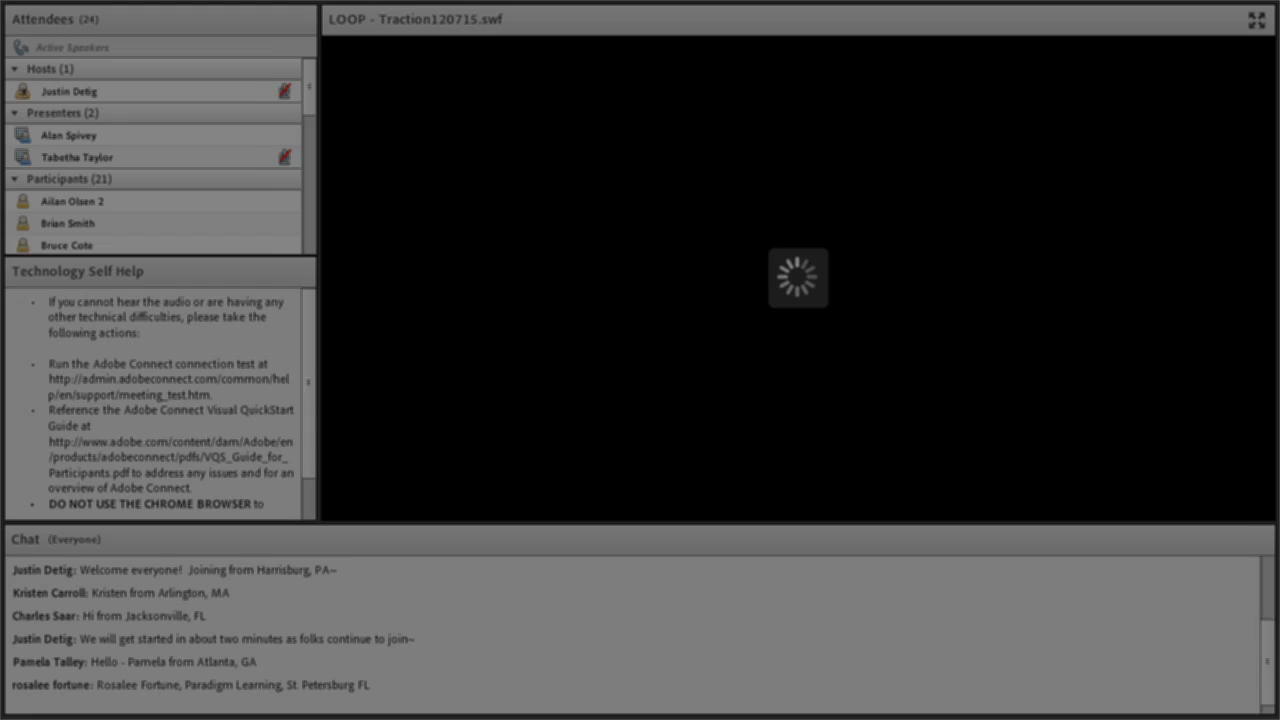 Attendees (24)
Active Speakers
Hosts (1)
Justin Detig
Presenters (2)
Alan Spivey
Tabetha Taylor
Participants (21)
Ailan Olsen 2
Brian Smith
Bruce Cote
Technology Self Help
• If you cannot hear the audio or are having any
other technical difficulties, please take the
following actions:
• Run the Adobe Connect connection test at
http://admin.adobeconnect.com/common/hel
p/en/support/meeting_test.htm.
• Reference the Adobe Connect Visual QuickStart
Guide at
http://www.adobe.com/content/dam/Adobe/en
/products/adobeconnect/pdfs/VQS_Guide_for_
Participants.pdf to address any issues and for an
overview of Adobe Connect.
• DO NOT USE THE CHROME BROWSER to
LOOP - Traction120715.swf
Chat (Everyone)
Justin Detig: Welcome everyone! Joining from Harrisburg, PA~
Kristen Carroll: Kristen from Arlington, MA
Charles Saar: Hi from Jacksonville, FL
Justin Detig: We will get started in about two minutes as folks continue to join~
Pamela Talley: Hello - Pamela from Atlanta, GA
rosalee fortune: Rosalee Fortune, Paradigm Learning, St. Petersburg FL